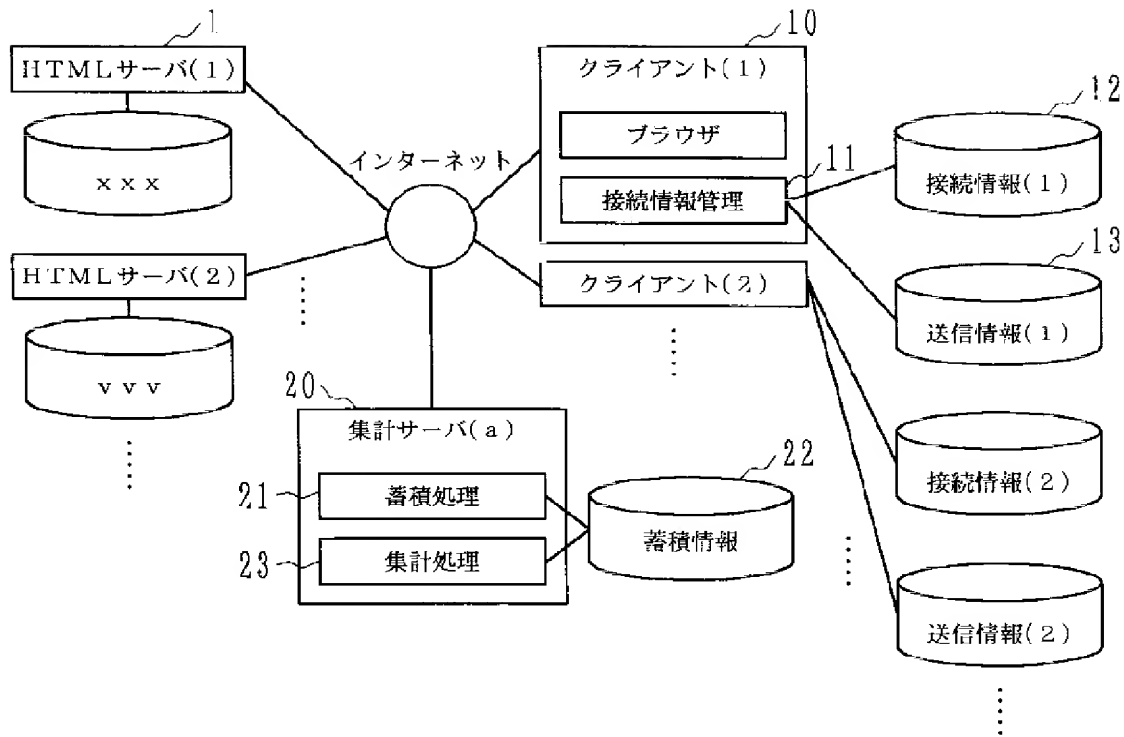 1
HTMLサーバ(1)
xxx
HTMLサーバ(2)
vvv
インターネット
10
クライアント(1)
ブラウザ
11
接続情報管理
クライアント(2)
12
接続情報(1)
13
送信情報(1)
接続情報(2)
送信情報(2)
20
集計サーバ(a)
21
蓄積処理
23
集計処理
22
蓄積情報